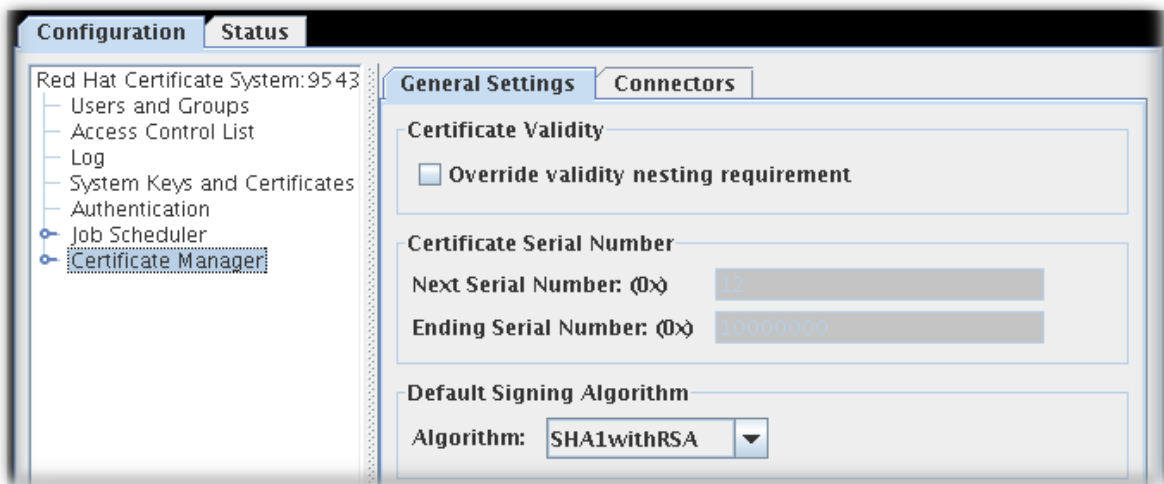 Configuration Status
Red Hat Certificate System:9543
Users and Groups
Access Control List
Log
System Keys and Certificates
Authentication
Job Scheduler
Certificate Manager
General Settings Connectors
Certificate Validity
Override validity nesting requirement
Certificate Serial Number
Next Serial Number: (0x) 12
Ending Serial Number: (0x)
Default Signing Algorithm
Algorithm: SHA1withRSA